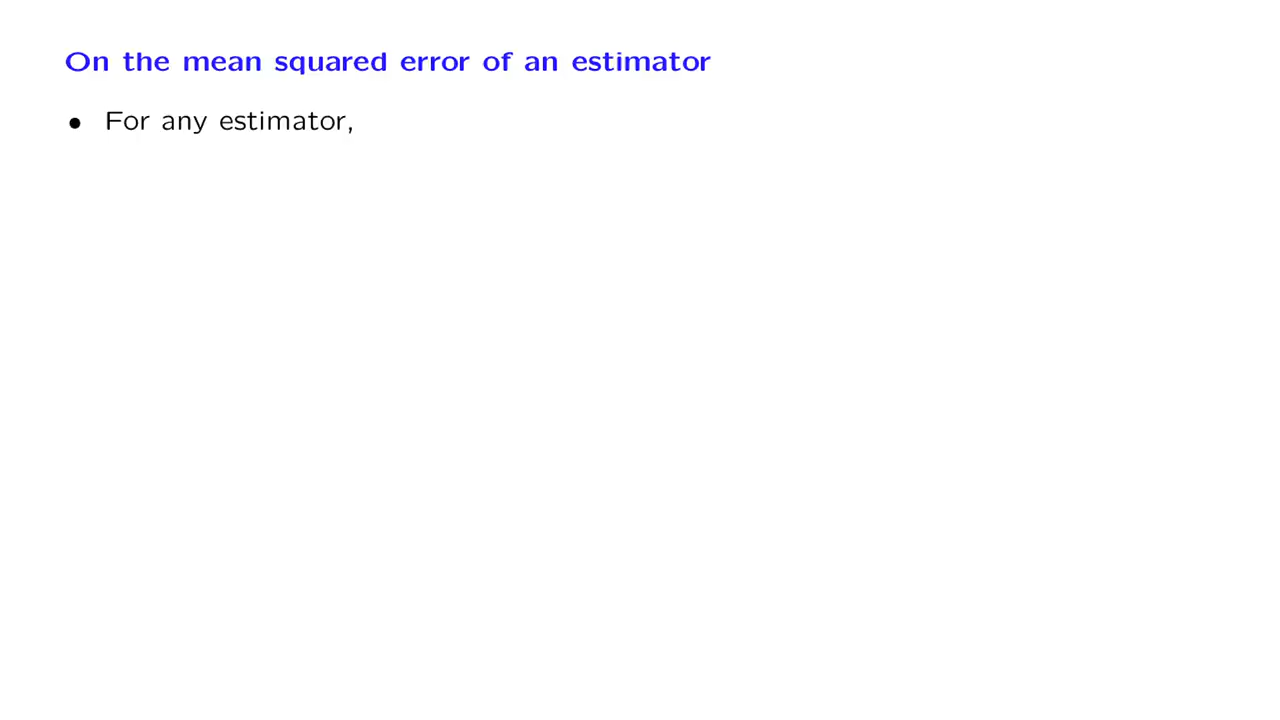 On the mean squared error of an estimator
• For any estimator,